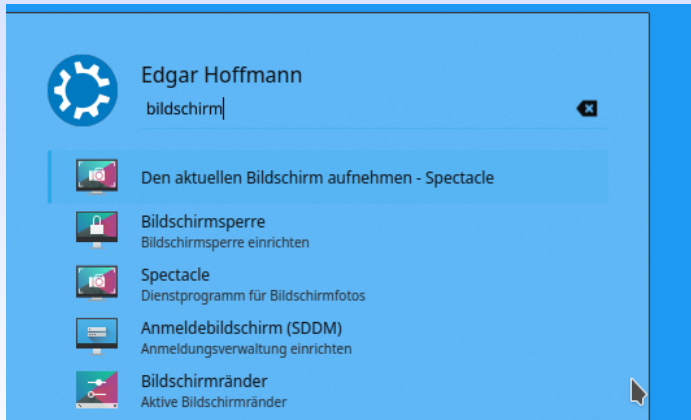 Edgar Hoffmann
bildschirm
Den aktuellen Bildschirm aufnehmen - Spectacle
Bildschirmsperre
Bildschirmsperre einrichten
Spectacle
Dienstprogramm für Bildschirmfotos
Anmeldebildschirm (SDDM)
Anmeldungsverwaltung einrichten
Bildschirmränder
Aktive Bildschirmränder